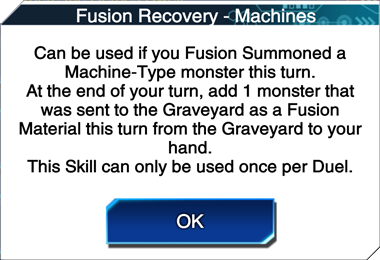 Fusion Recovery - Machines
Can be used if you Fusion Summoned a
Machine-Type monster this turn.
At the end of your turn, add 1 monster that
was sent to the Graveyard as a Fusion
Material this turn from the Graveyard to your
hand.
This Skill can only be used once per Duel.
OK